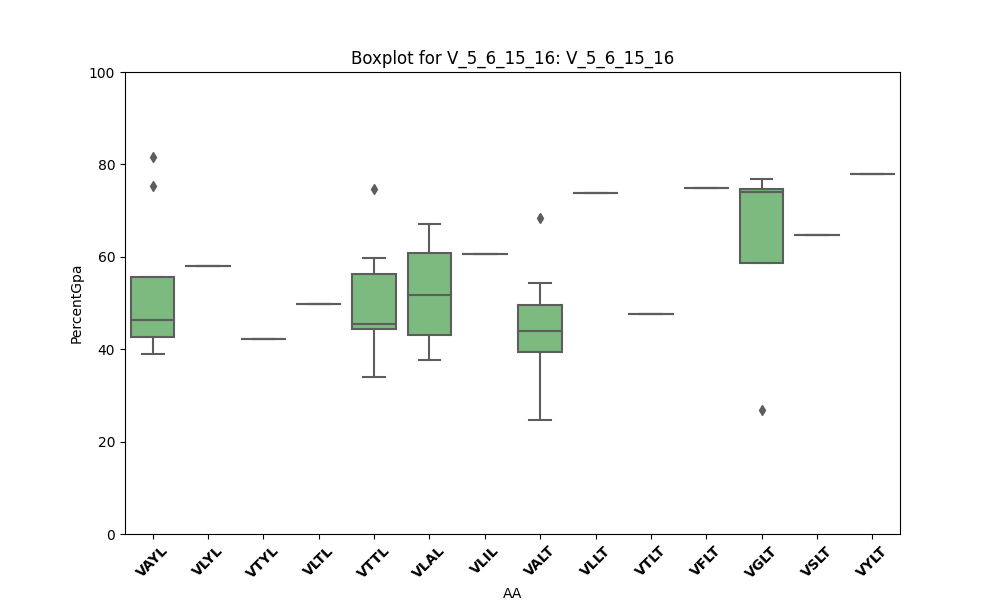 Boxplot for V_5_6_15_16: V_5_6_15_16
100
80
60
40
20
0
PercentGpa
VAYL VLYL VTYL VLTL VTTL VLAL VLIL VALT VLLT VTLT VFLT VGLT VSLT VYLT
AA